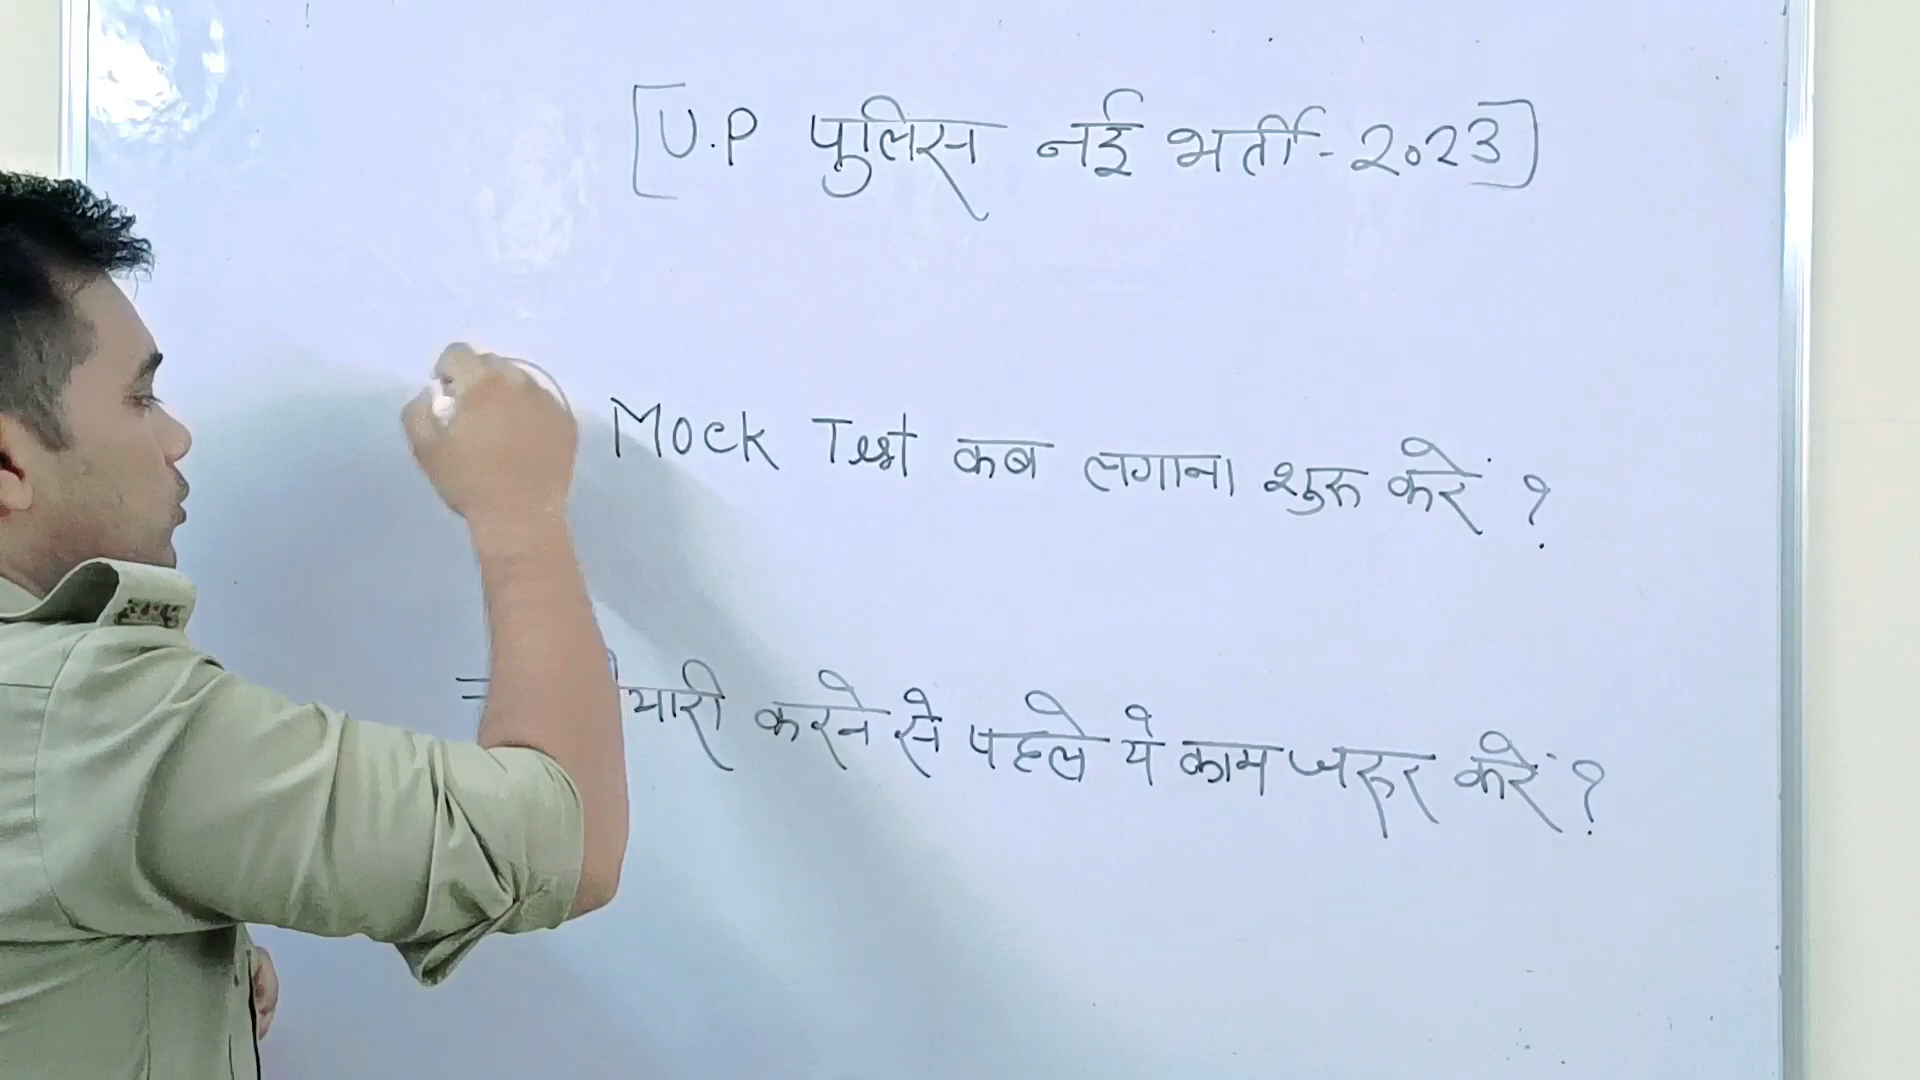 [U.P पुलिस नई भर्ती - 2023]
Mock Test कब लगाना शुरू करें ?
करने से पहले ये काम जरूर करें ?